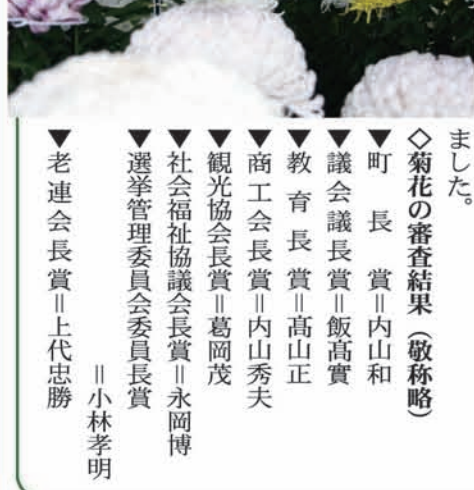 ました。
◇菊花の審査結果（敬称略）
▼町長賞＝内山和
▼議会議長賞＝飯髙實
▼教育長賞＝髙山正
▼商工会長賞＝内山秀夫
▼観光協会長賞＝葛岡茂
▼社会福祉協議会長賞＝永岡博
▼選挙管理委員会委員長賞
＝小林孝明
▼老連会長賞＝上代忠勝